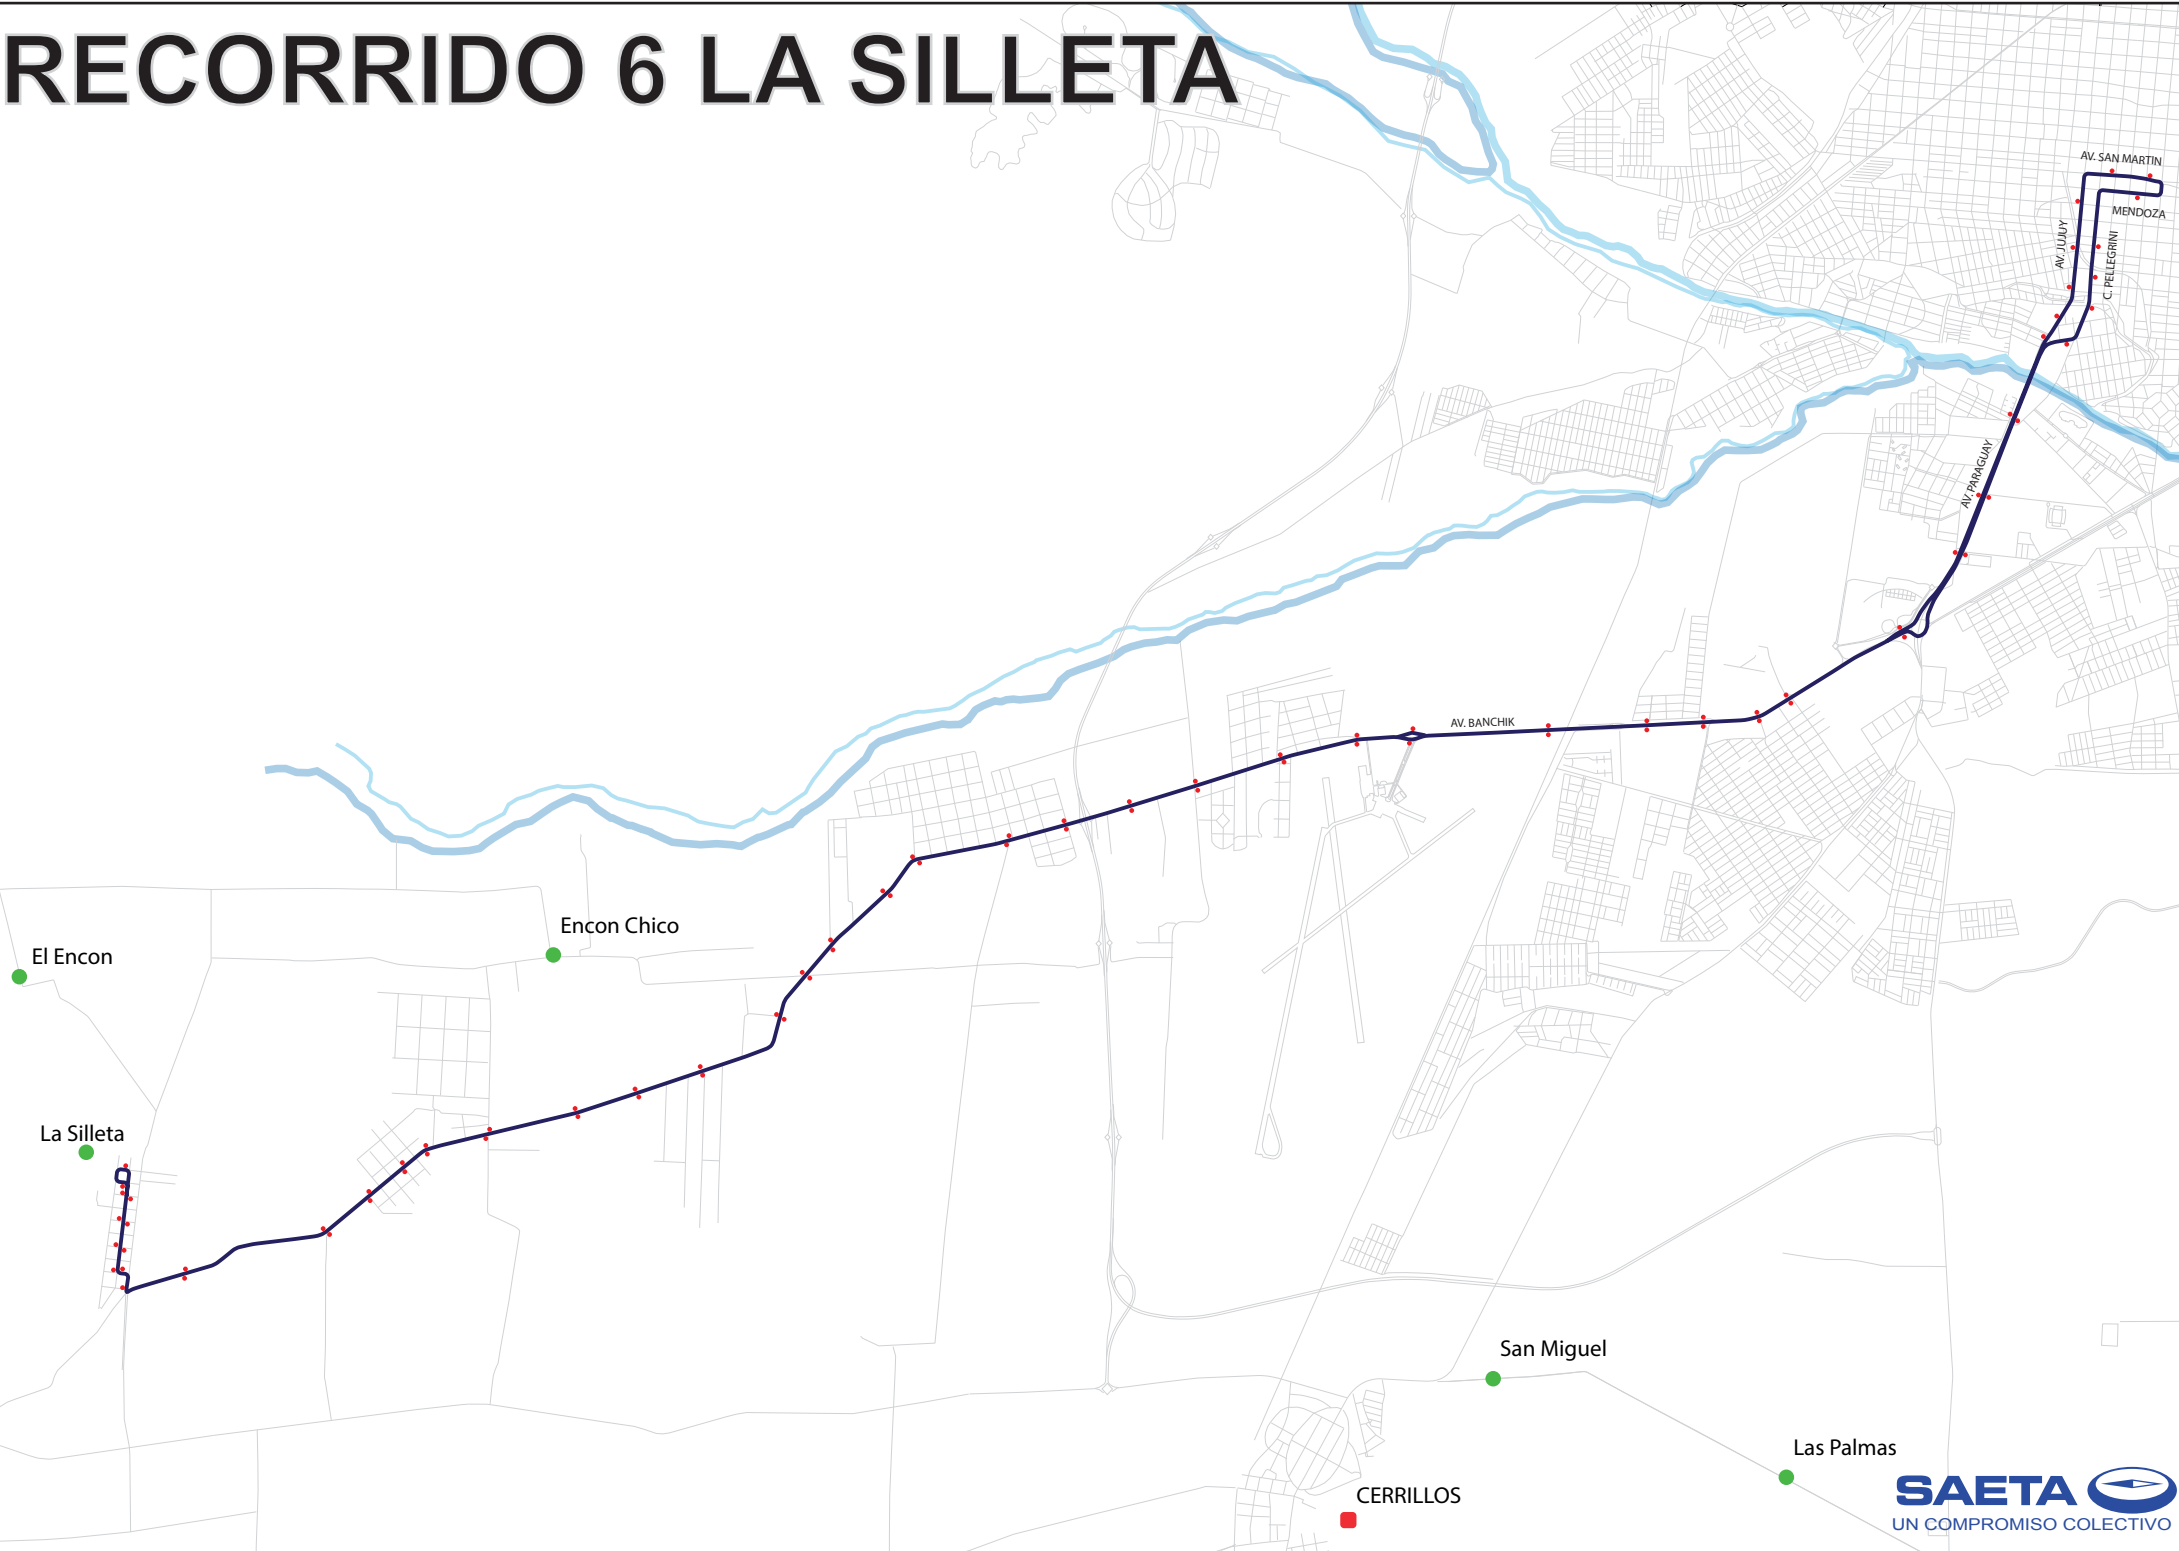 RECORRIDO 6 LA SILLETA
AV. SAN MARTIN
MENDOZA
AV. JUJUY
C. PELLEGRINI
AV. PARAGUAY
AV. BANCHIK
Encon Chico
El Encon
La Silleta
San Miguel
Las Palmas
CERRILLOS
SAETA
UN COMPROMISO COLECTIVO